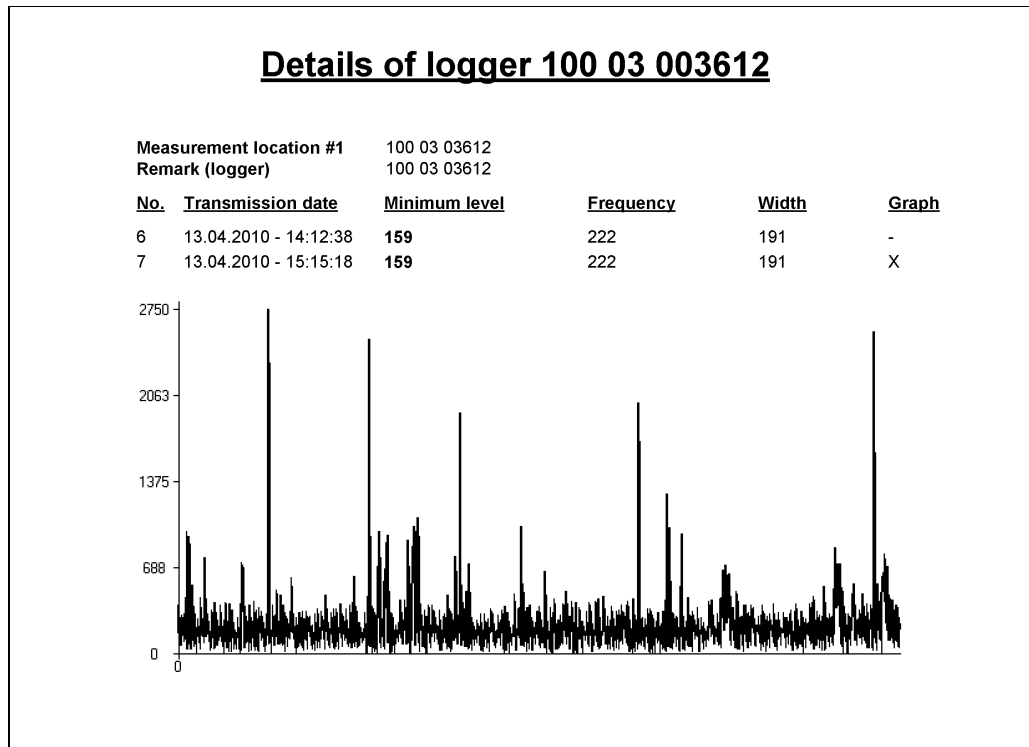 Details of logger 100 03 003612
Measurement location #1 100 03 03612
Remark (logger) 100 03 03612
No. Transmission date Minimum level Frequency Width Graph
6 13.04.2010 - 14:12:38 159 222 191 -
7 13.04.2010 - 15:15:18 159 222 191 X
2750
2063
1375
688
0
0